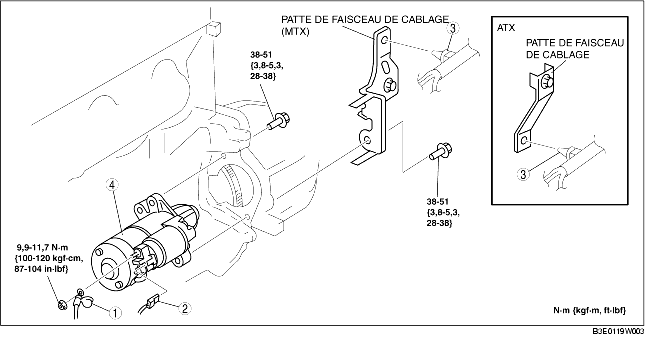 PATTE DE FAISCEAU DE CABLAGE
(MTX)
3
ATX
PATTE DE FAISCEAU
DE CABLAGE
38-51
{3,8-5,3,
28-38}
3
4
38-51
{3,8-5,3,
28-38}
9,9-11,7 N·m
{100-120 kgf·cm,
87-104 in·lbf}
1
2
N·m {kgf·m, ft·lbf}
B3E0119W003